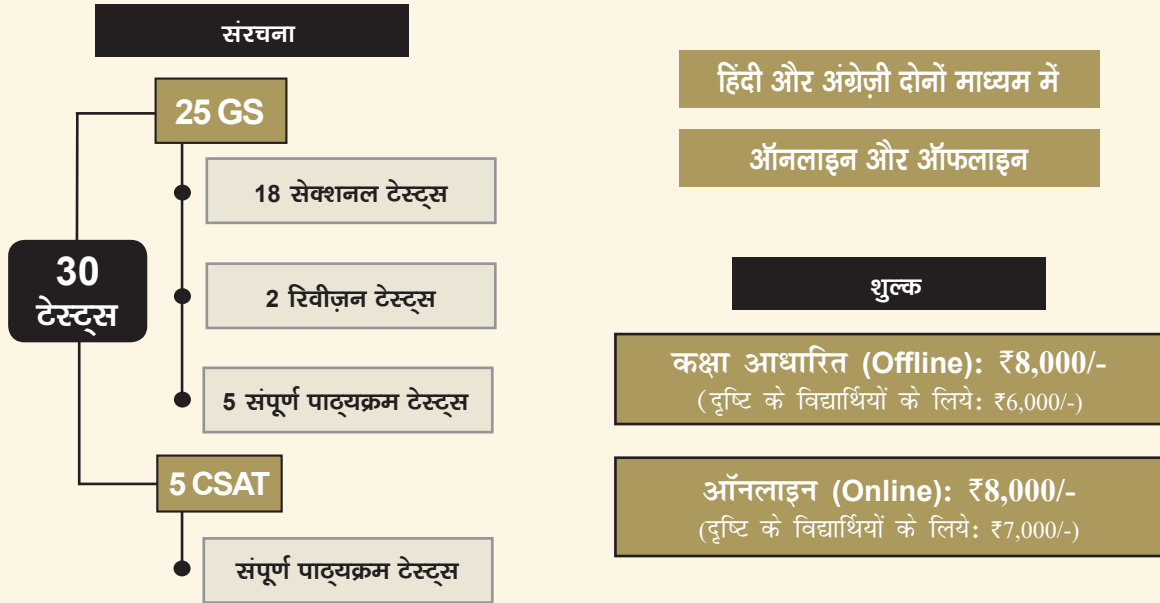 संरचना
25 GS
18 सेक्शनल टेस्ट्स
2 रिवीज़न टेस्ट्स
5 संपूर्ण पाठ्यक्रम टेस्ट्स
30
टेस्ट्स
5 CSAT
संपूर्ण पाठ्यक्रम टेस्ट्स
हिंदी और अंग्रेज़ी दोनों माध्यम में
ऑनलाइन और ऑफलाइन
शुल्क
कक्षा आधारित (Offline): ₹8,000/-
(दृष्टि के विद्यार्थियों के लिये: ₹6,000/-)
ऑनलाइन (Online): ₹8,000/-
(दृष्टि के विद्यार्थियों के लिये: ₹7,000/-)